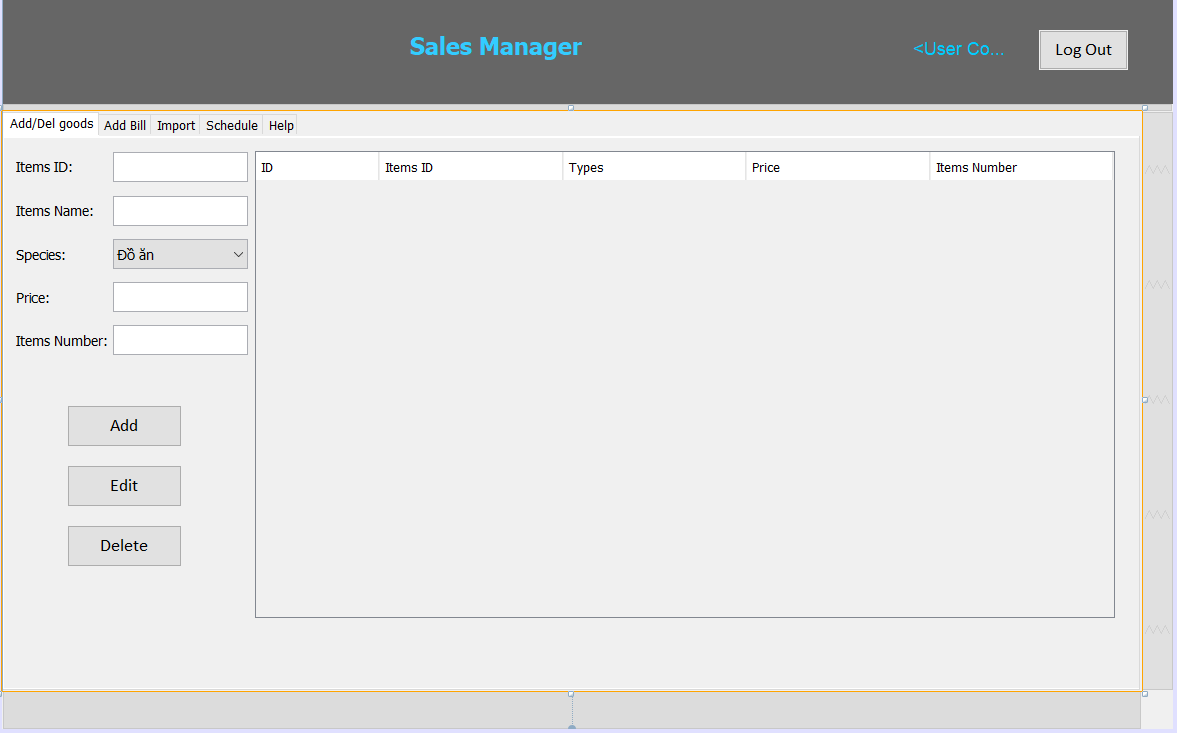 Sales Manager
<User Co...
Log Out
Add/Del goods
Add Bill
Import
Schedule
Help
Items ID:
Items Name:
Species:
Đồ ăn
Price:
Items Number:
Add
Edit
Delete
ID
Items ID
Types
Price
Items Number